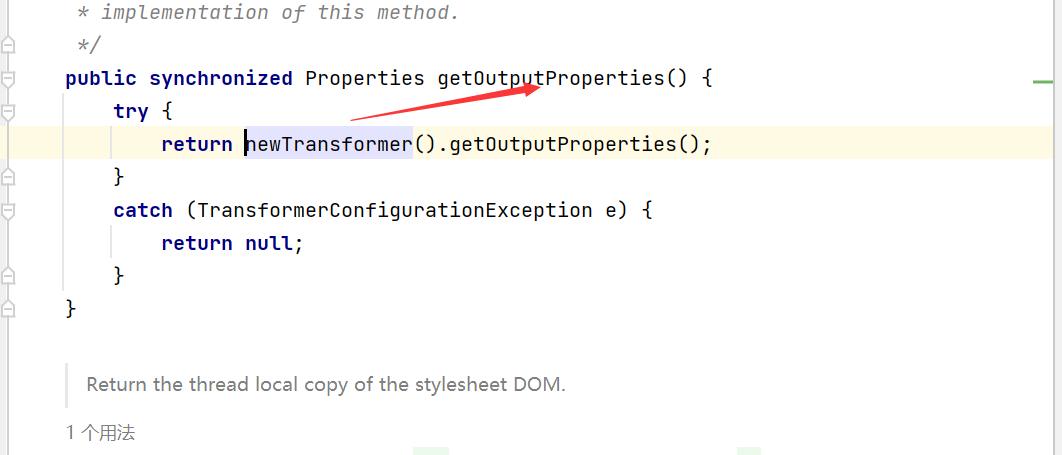 * implementation of this method.
*/
public synchronized Properties getOutputProperties() {
try {
return newTransformer().getOutputProperties();
}
catch (TransformerConfigurationException e) {
return null;
}
}
Return the thread local copy of the stylesheet DOM.
1 个用法